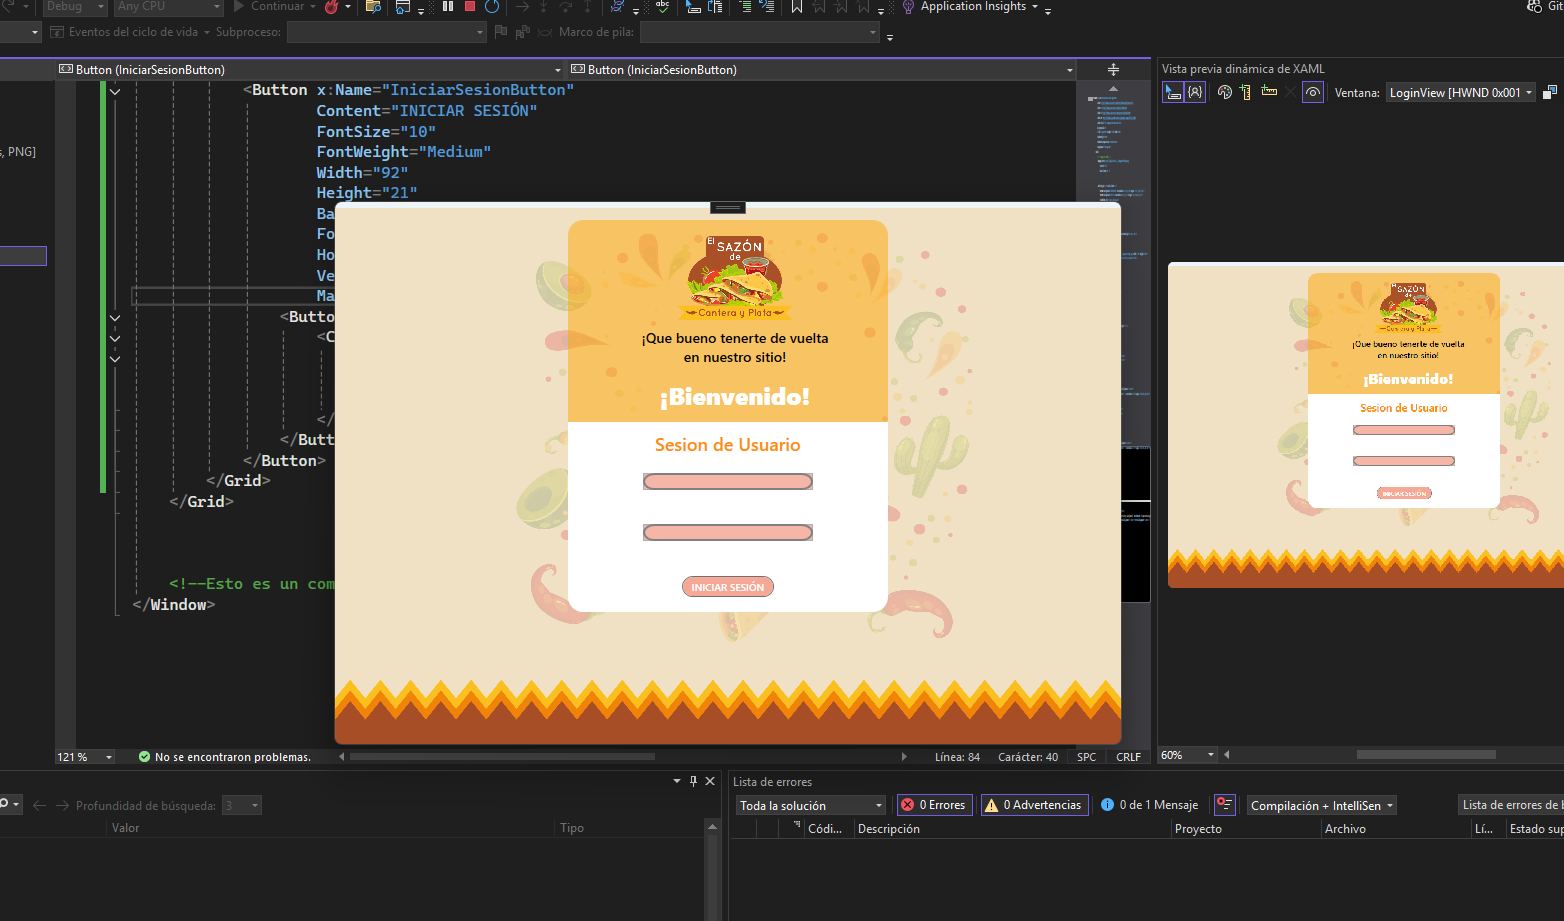 Debug
Any CPU
Continuar
Application Insights
Git
Eventos del ciclo de vida
Subproceso:
Marco de pila:
Button (IniciarSesionButton)
Button (IniciarSesionButton)
<Button x:Name="IniciarSesionButton"
Content="INICIAR SESIÓN"
FontSize="10"
FontWeight="Medium"
Width="92"
Height="21"
Ba
Fo
Ho
Ve
Ma
<Butto
<C
</
</Butt
</Button>
</Grid>
</Grid>
<!--Esto es un com
</Window>
s, PNG]
El
SAZÓN
de
Cantera y Plata
¡Que bueno tenerte de vuelta
en nuestro sitio!
¡Bienvenido!
Sesion de Usuario
INICIAR SESIÓN
121 %
No se encontraron problemas.
Línea: 84
Carácter: 40
SPC
CRLF
Vista previa dinámica de XAML
Ventana:
LoginView [HWND 0x001
El
SAZÓN
de
Cantera y Plata
¡Que bueno tenerte de vuelta
en nuestro sitio!
¡Bienvenido!
Sesion de Usuario
INICIAR SESIÓN
60%
Profundidad de búsqueda:
3
Valor
Tipo
Lista de errores
Toda la solución
0 Errores
0 Advertencias
0 de 1 Mensaje
Compilación + IntelliSen
Lista de errores de b
Códi...
Descripción
Proyecto
Archivo
Lí...
Estado sup